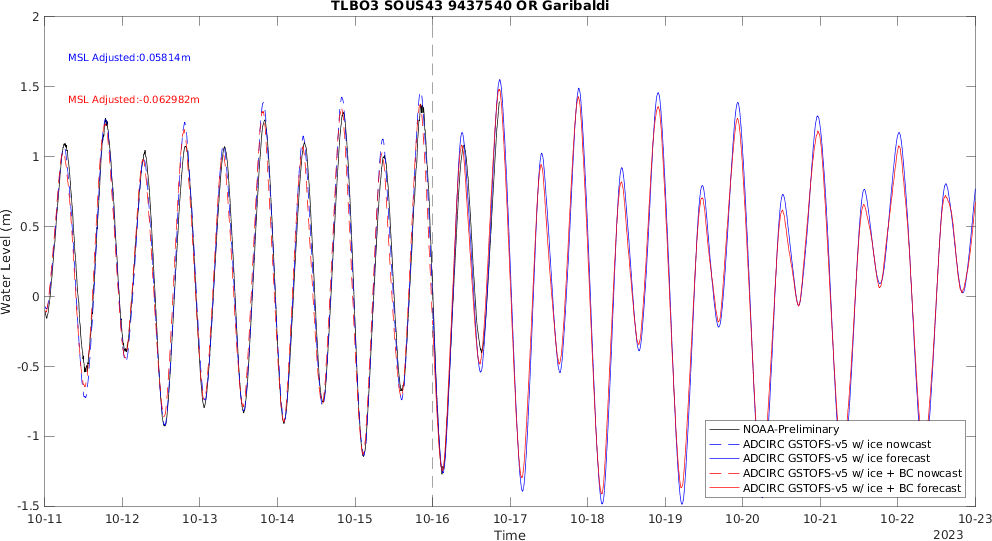 TLBO3 SOUS43 9437540 OR Garibaldi
MSL Adjusted:0.05814m
MSL Adjusted:-0.062982m
Water Level (m)
2
1.5
1
0.5
0
-0.5
-1
-1.5
NOAA-Preliminary
ADCIRC GSTOFS-v5 w/ ice nowcast
ADCIRC GSTOFS-v5 w/ ice forecast
ADCIRC GSTOFS-v5 w/ ice + BC nowcast
ADCIRC GSTOFS-v5 w/ ice + BC forecast
10-11 10-12 10-13 10-14 10-15 10-16 10-17 10-18 10-19 10-20 10-21 10-22 10-23
Time
2023